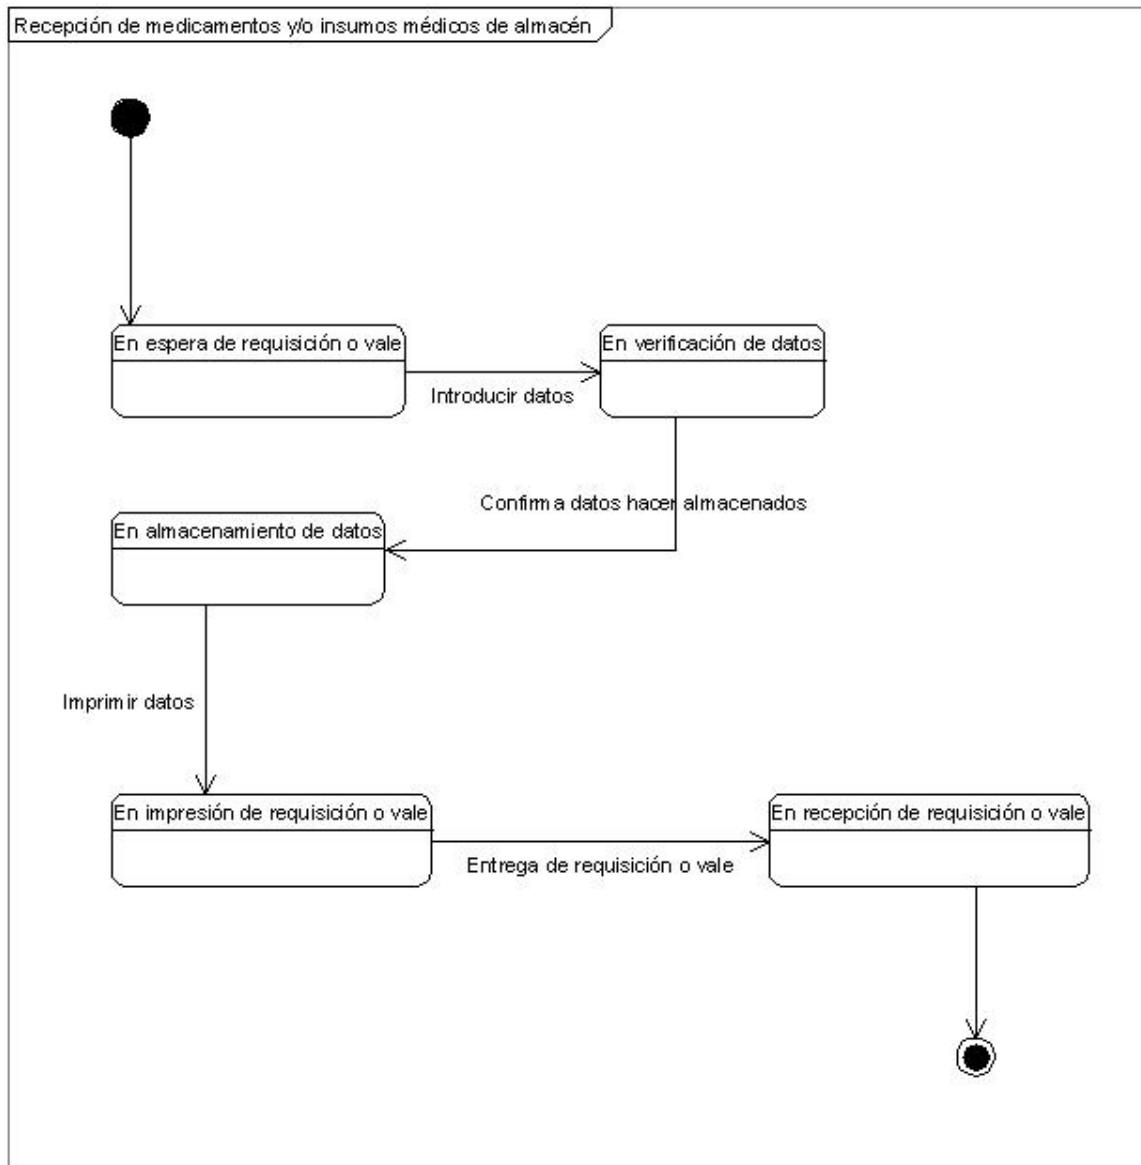 Recepción de medicamentos y/o insumos médicos de almacén
En espera de requisición o vale
En verificación de datos
Introducir datos
Confirma datos hacer almacenados
En almacenamiento de datos
Imprimir datos
En impresión de requisición o vale
En recepción de requisición o vale
Entrega de requisición o vale